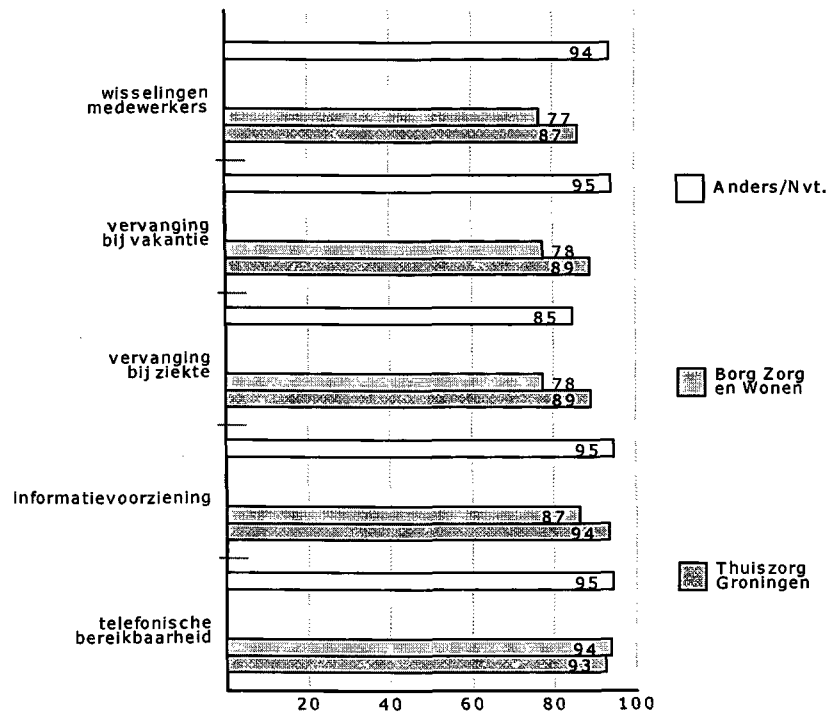 94
wisselingen
medewerkers
77
87
95
Anders/Nvt.
vervanging
bij vakantie
78
89
85
vervanging
bij ziekte
78
89
Borg Zorg
en Wonen
95
informatievoorziening
87
94
95
Thuiszorg
Groningen
telefonische
bereikbaarheid
94
93
20 40 60 80 100